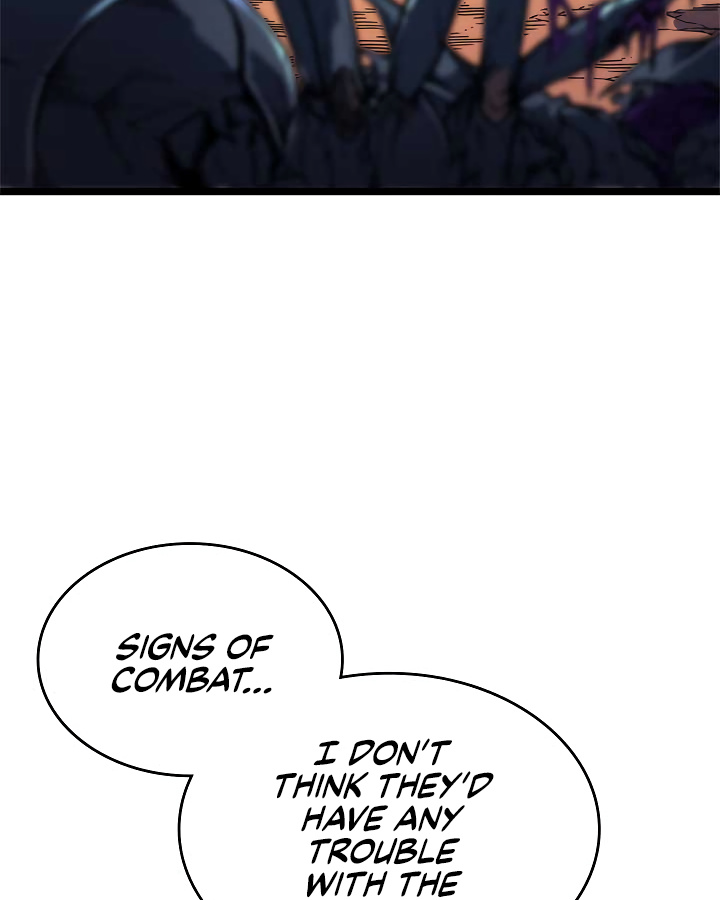 SIGNS OF
COMBAT...
I DON'T
THINK THEY'D
HAVE ANY
TROUBLE
WITH THE